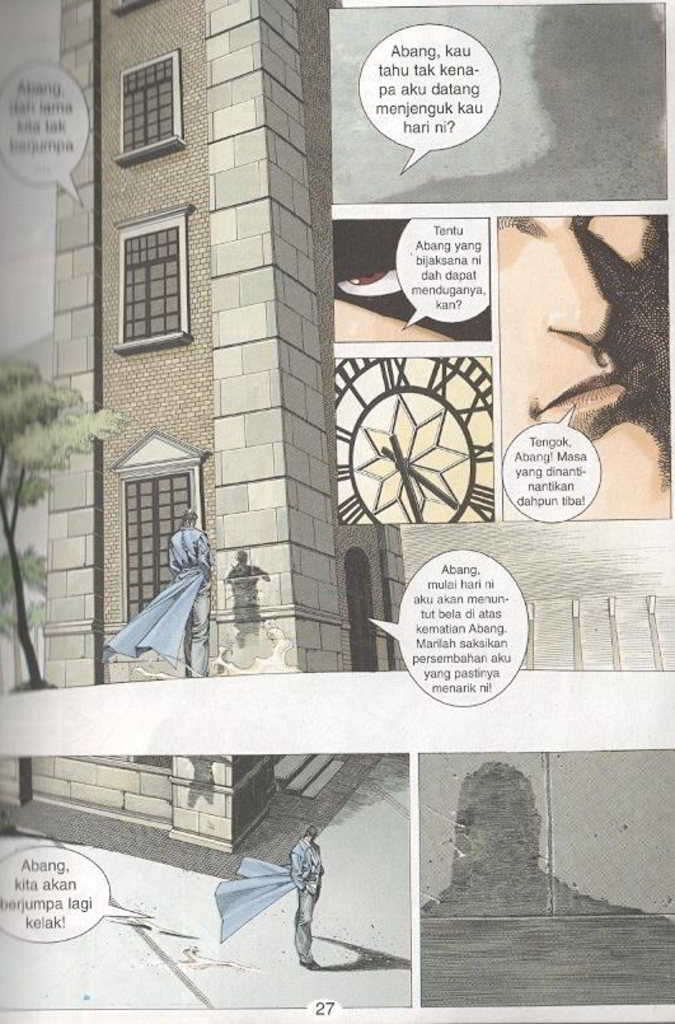 Abang,
dah lama
kita tak
berjumpa
...
Abang, kau
tahu tak kena-
pa aku datang
menjenguk kau
hari ni?
Tentu
Abang yang
bijaksana ni
dah dapat
menduganya,
kan?
Tengok,
Abang! Masa
yang dinanti-
nantikan
dahpun tiba!
Abang,
mulai hari ni
aku akan menun-
tut bela di atas
kematian Abang.
Marilah saksikan
persembahan aku
yang pastinya
menarik ni!
Abang,
kita akan
berjumpa lagi
kelak!
27